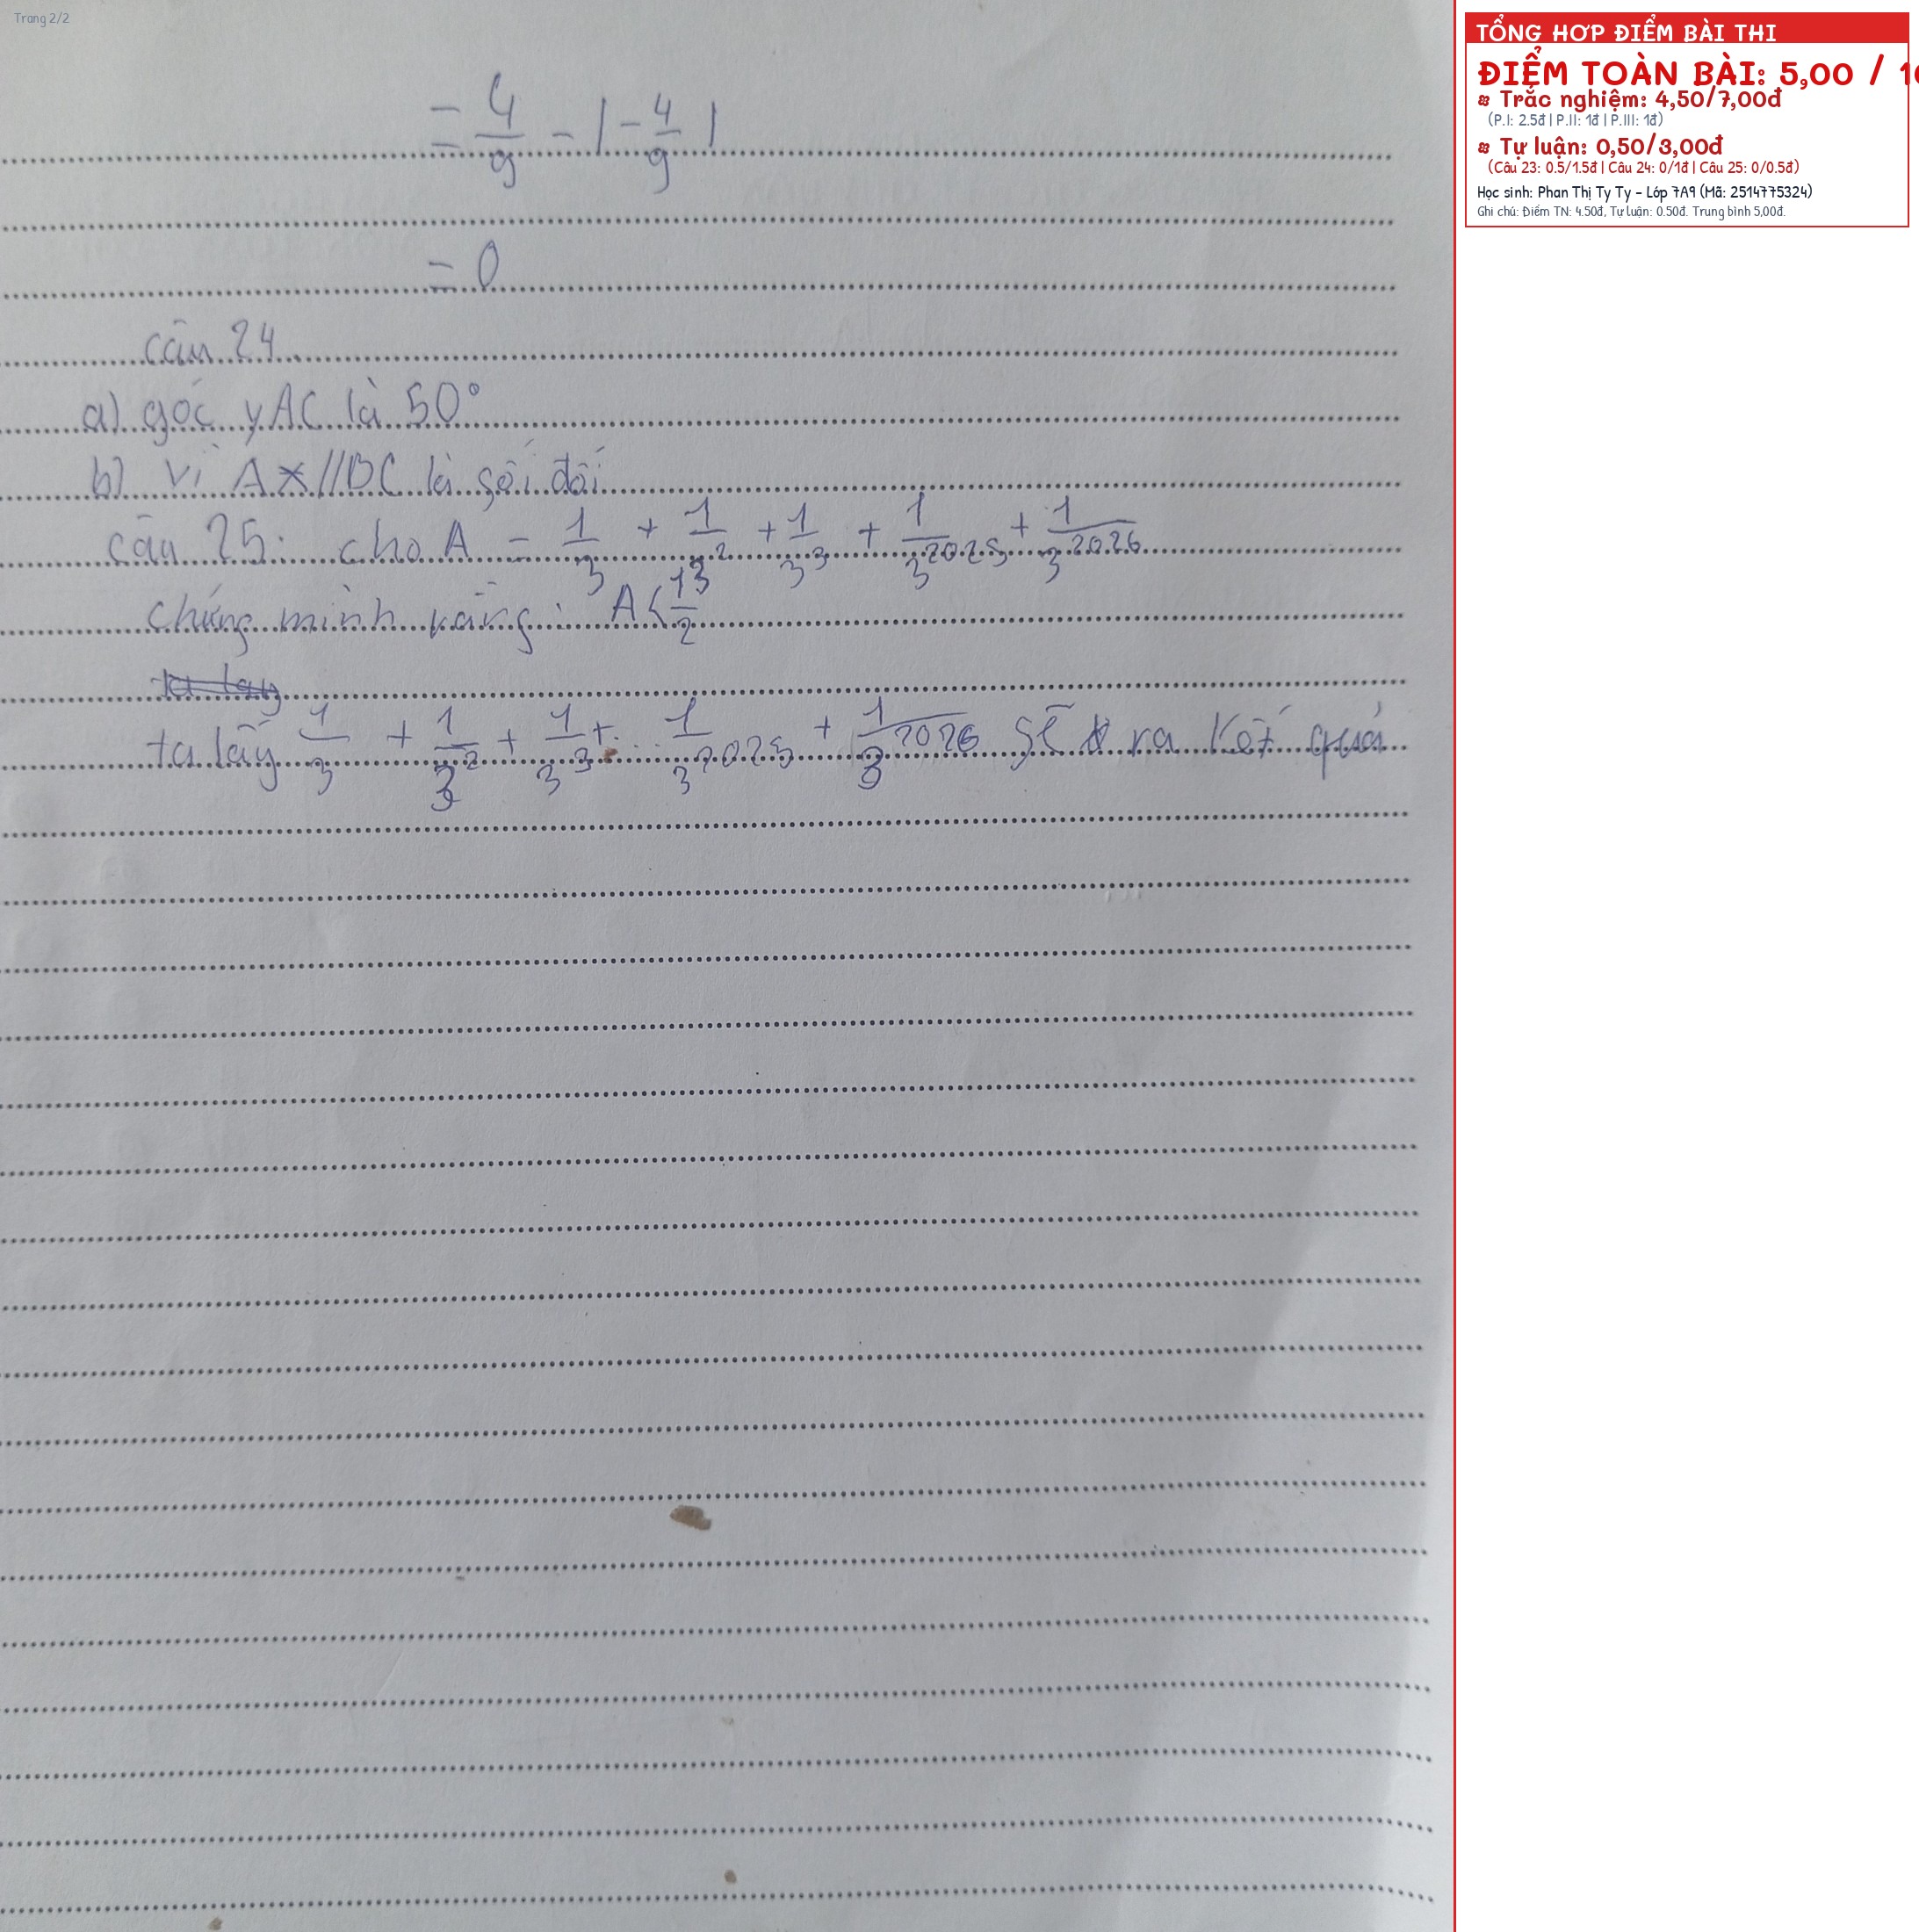 Trang 2/2
= 4/9 - |-4/9|
= 0
Câu 24
a) góc yAC là 50°
b) Vì Ax//BC là sối đối
câu 25: cho A = 1/3 + 1/3² + 1/3³ + 1/3²⁰²⁵ + 1/3²⁰²⁶
chứng minh rằng: A < 1/2
ta lấy 1/3 + 1/3² + 1/3³ + ... 1/3²⁰²⁵ + 1/3²⁰²⁶ sẽ ra kết quả
TỔNG HỢP ĐIỂM BÀI THI
ĐIỂM TOÀN BÀI: 5,00 / 1
Trắc nghiệm: 4,50/7,00đ
(P.I: 2.5đ | P.II: 1đ | P.III: 1đ)
Tự luận: 0,50/3,00đ
(Câu 23: 0.5/1.5đ | Câu 24: 0/1đ | Câu 25: 0/0.5đ)
Học sinh: Phan Thị Ty Ty - Lớp 7A9 (Mã: 2514775324)
Ghi chú: Điểm TN: 4.50đ, Tự luận: 0.50đ. Trung bình 5,00đ.